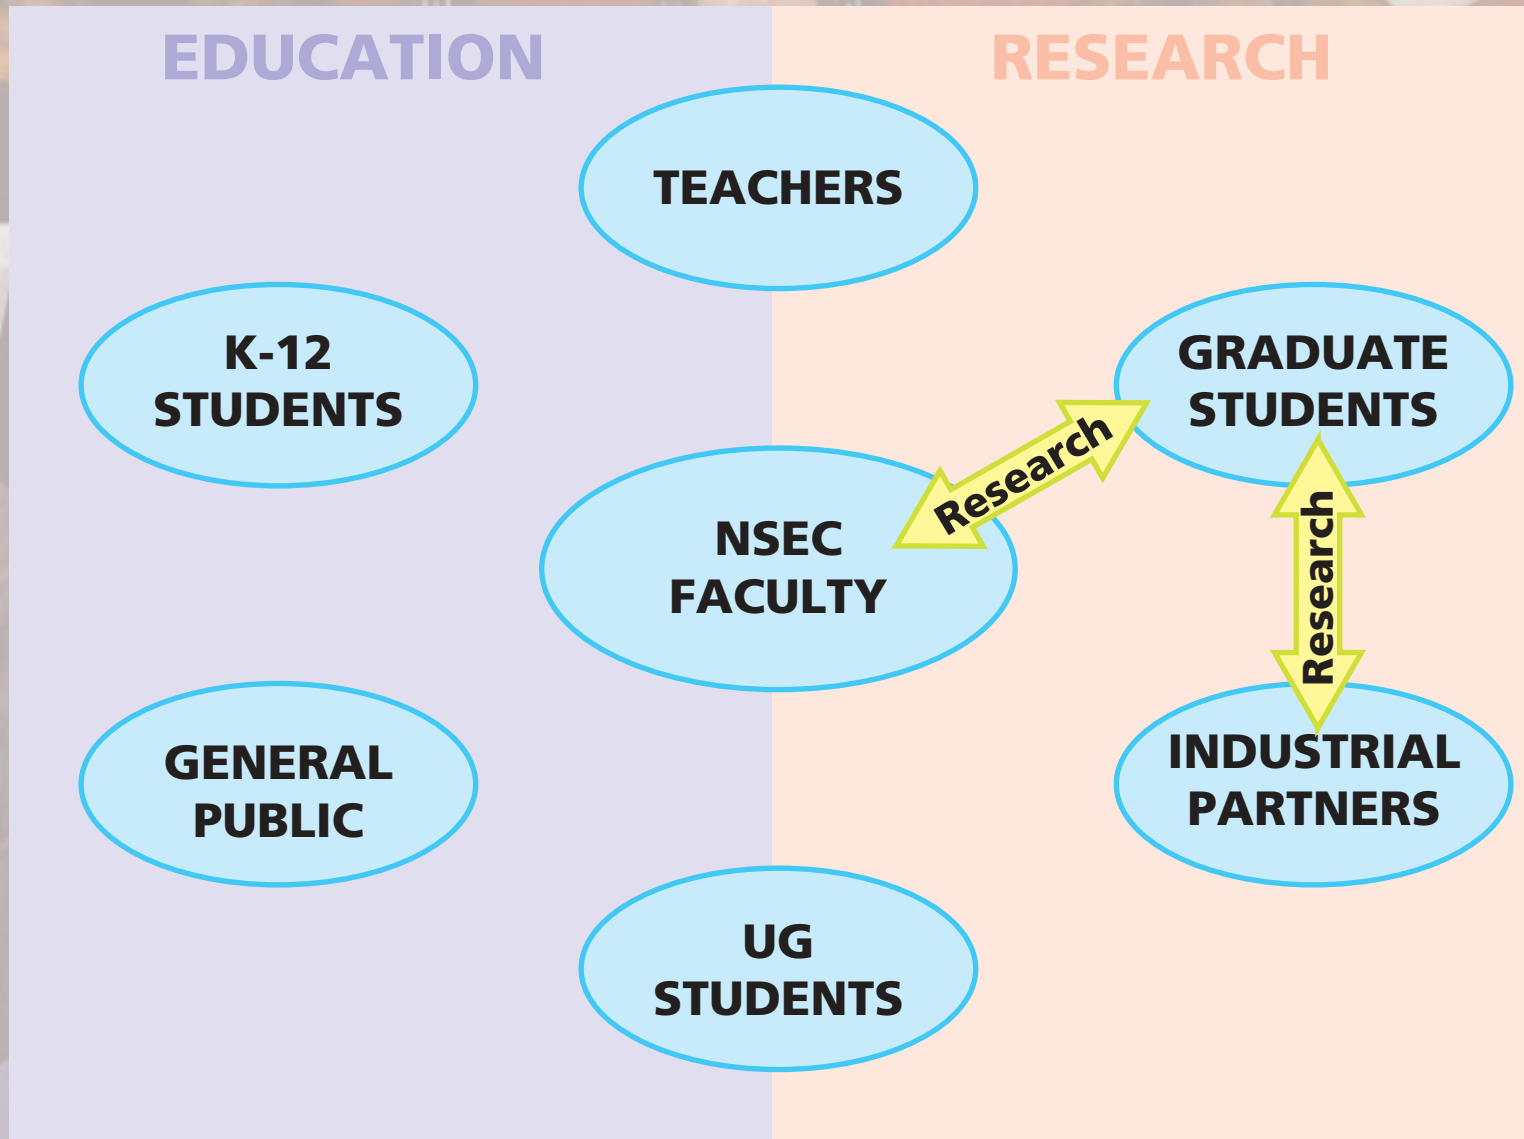 EDUCATION
RESEARCH
TEACHERS
K-12
STUDENTS
GRADUATE
STUDENTS
Research
NSEC
FACULTY
Research
GENERAL
PUBLIC
INDUSTRIAL
PARTNERS
UG
STUDENTS